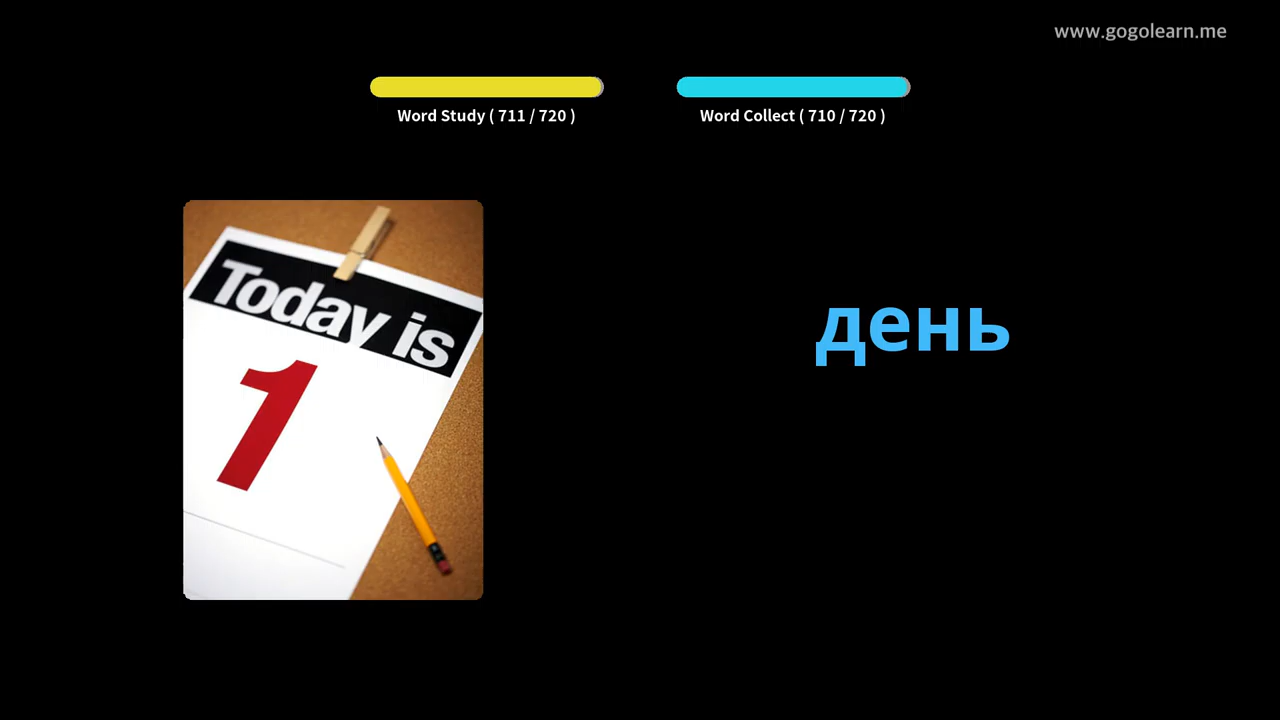 www.gogolearn.me
Word Study ( 711 / 720 )
Word Collect ( 710 / 720 )
Today is
1
день